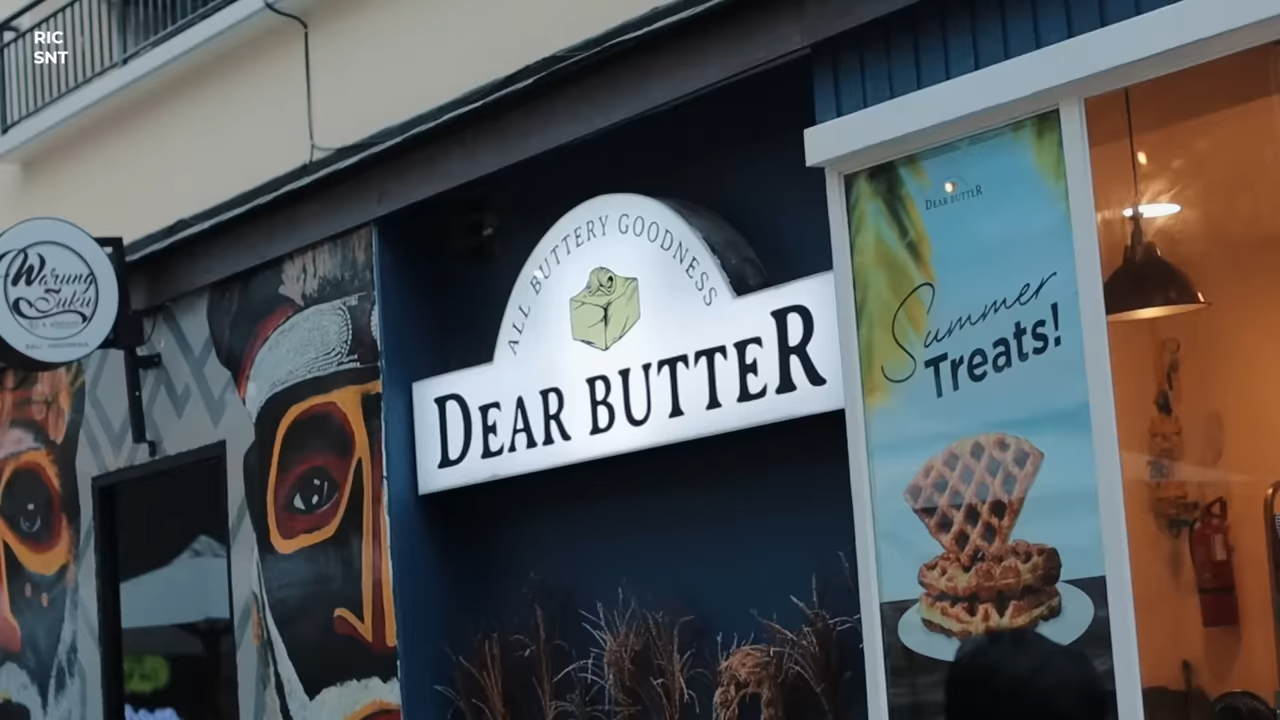 RIC
SNT
Warung
Suku
ALL BUTTERY GOODNESS
DEAR BUTTER
DEAR BUTTER
Summer
Treats!